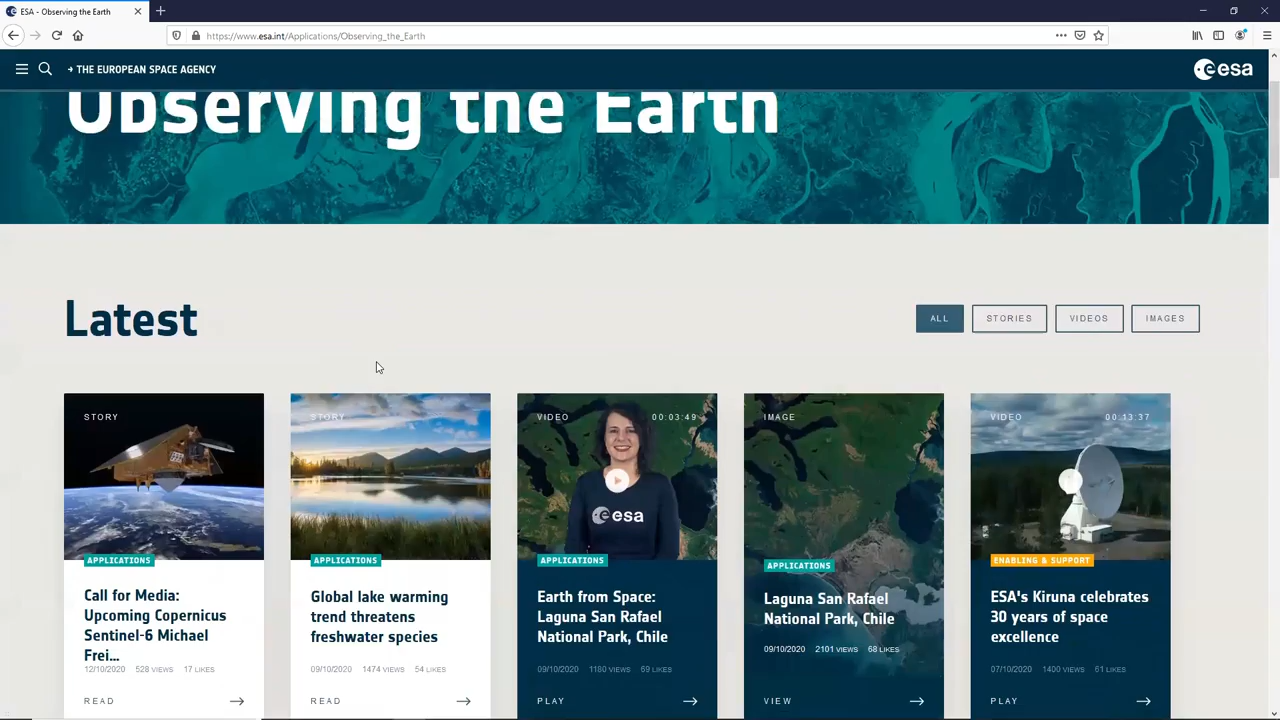 ESA - Observing the Earth
https://www.esa.int/Applications/Observing_the_Earth
→ THE EUROPEAN SPACE AGENCY
esa
Observing the Earth
Latest
ALL
STORIES
VIDEOS
IMAGES
STORY
APPLICATIONS
Call for Media:
Upcoming Copernicus
Sentinel-6 Michael
Frei...
12/10/2020 528 VIEWS 17 LIKES
READ
STORY
APPLICATIONS
Global lake warming
trend threatens
freshwater species
09/10/2020 1474 VIEWS 54 LIKES
READ
VIDEO 00:03:49
esa
APPLICATIONS
Earth from Space:
Laguna San Rafael
National Park, Chile
09/10/2020 1180 VIEWS 69 LIKES
PLAY
IMAGE
APPLICATIONS
Laguna San Rafael
National Park, Chile
09/10/2020 2101 VIEWS 68 LIKES
VIEW
VIDEO 00:13:37
ENABLING & SUPPORT
ESA's Kiruna celebrates
30 years of space
excellence
07/10/2020 1400 VIEWS 61 LIKES
PLAY